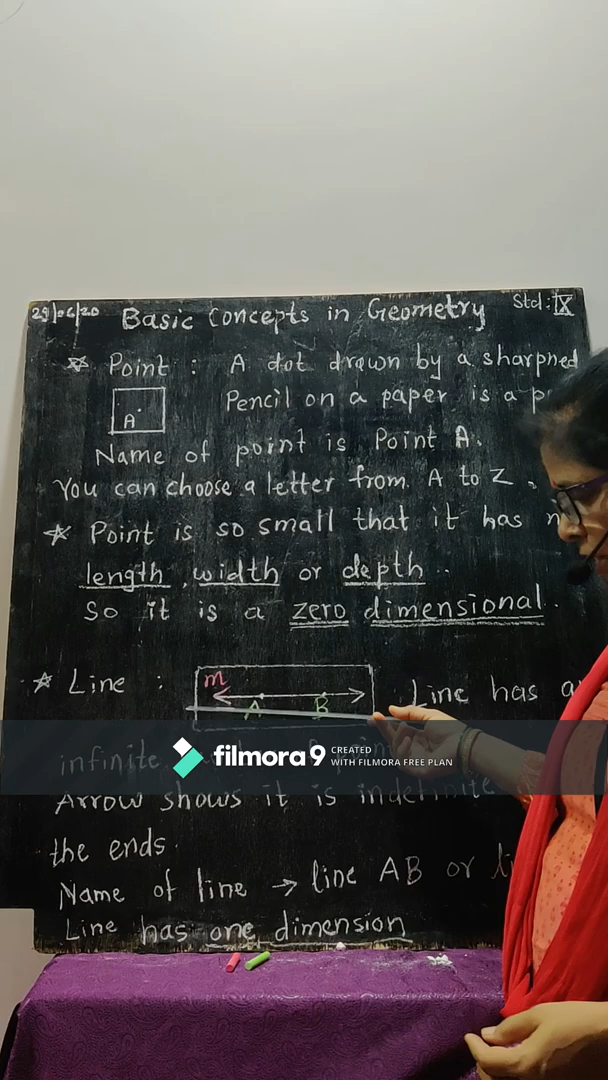 29/06/20 Basic Concepts in Geometry Std: IX
☆ Point : A dot drawn by a sharpned
Pencil on a paper is a
A
Name of point is Point A.
You can choose a letter from A to Z.
☆ Point is so small that it has
length, width or depth..
So it is a zero dimensional.
☆ Line : m A B Line has
infinite
filmora9 CREATED WITH FILMORA FREE PLAN
Arrow shows it is indefinite
the ends.
Name of line → line AB or
Line has one dimension